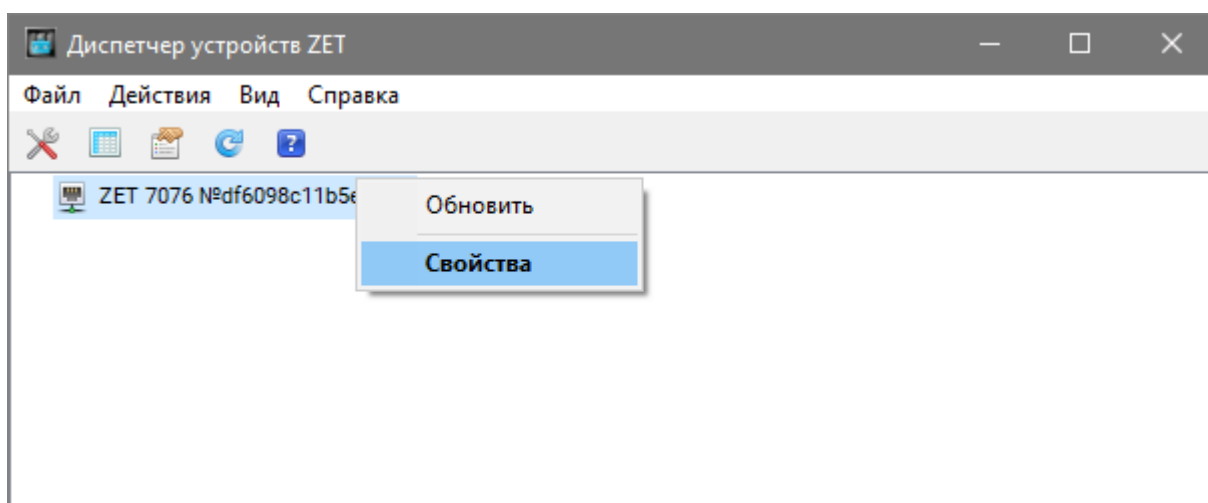 Диспетчер устройств ZET
Файл Действия Вид Справка
ZET 7076 №df6098c11b5e
Обновить
Свойства